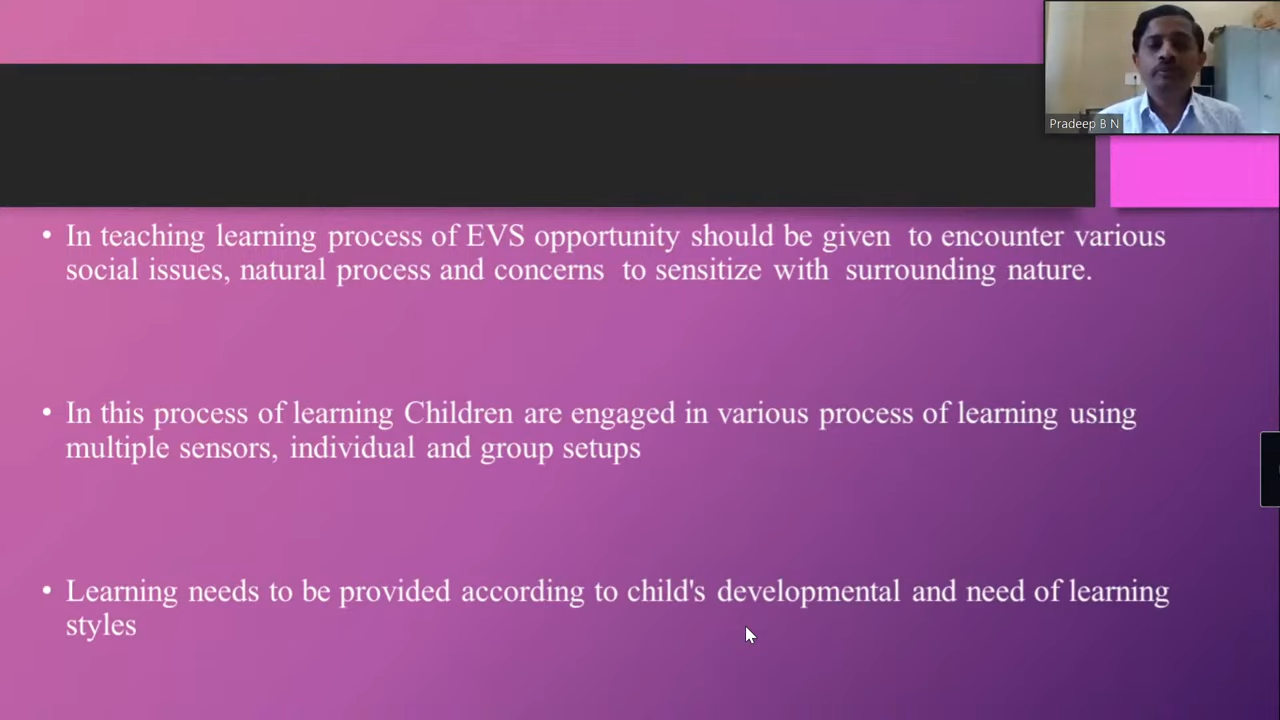 Pradeep B N
• In teaching learning process of EVS opportunity should be given  to encounter various
social issues, natural process and concerns  to sensitize with  surrounding nature.
• In this process of learning Children are engaged in various process of learning using
multiple sensors, individual and group setups
• Learning needs to be provided according to child's developmental and need of learning
styles